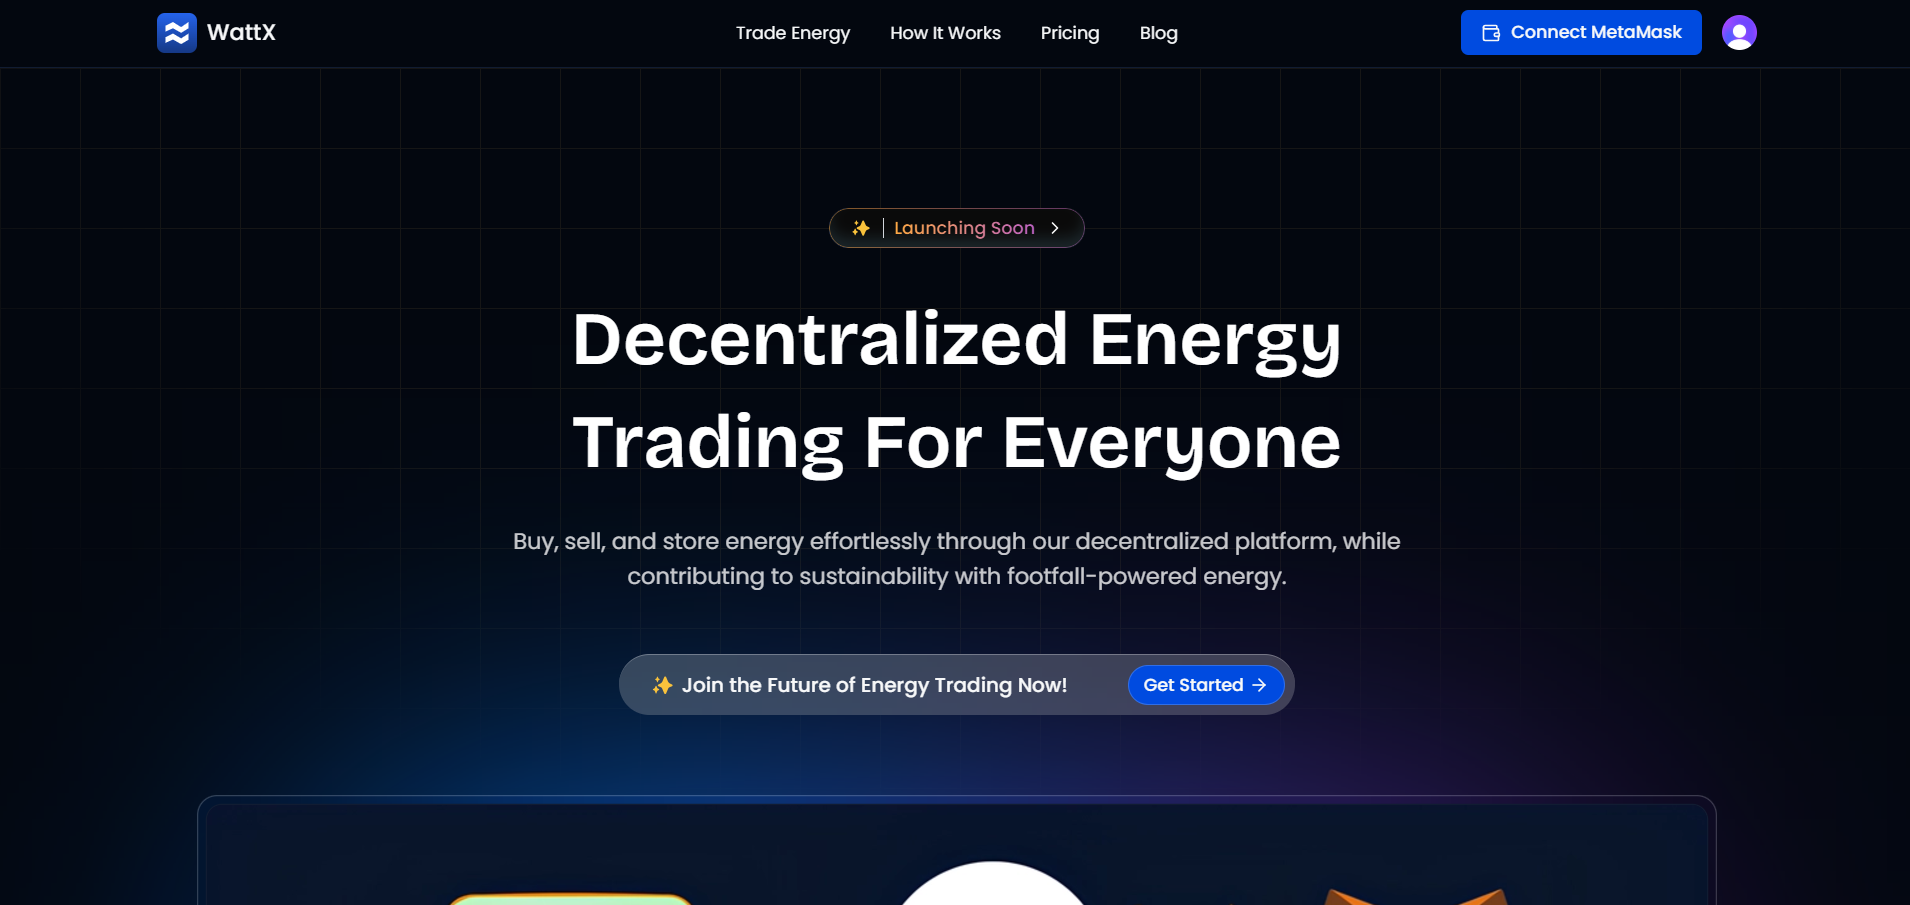 WattX
Trade Energy
How It Works
Pricing
Blog
Connect MetaMask
Launching Soon
Decentralized Energy
Trading For Everyone
Buy, sell, and store energy effortlessly through our decentralized platform, while
contributing to sustainability with footfall-powered energy.
✨ Join the Future of Energy Trading Now!
Get Started